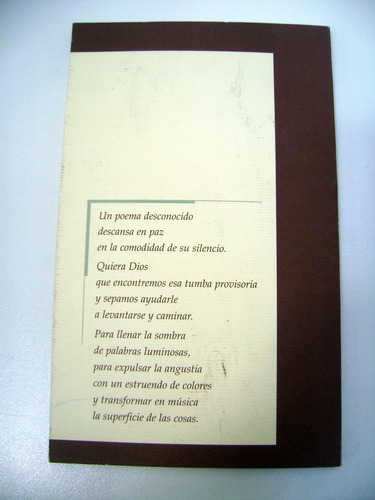 Un poema desconocido
descansa en paz
en la comodidad de su silencio.
Quiera Dios
que encontremos esa tumba provisoria
y sepamos ayudarle
a levantarse y caminar.
Para llenar la sombra
de palabras luminosas,
para expulsar la angustia
con un estruendo de colores
y transformar en música
la superficie de las cosas.